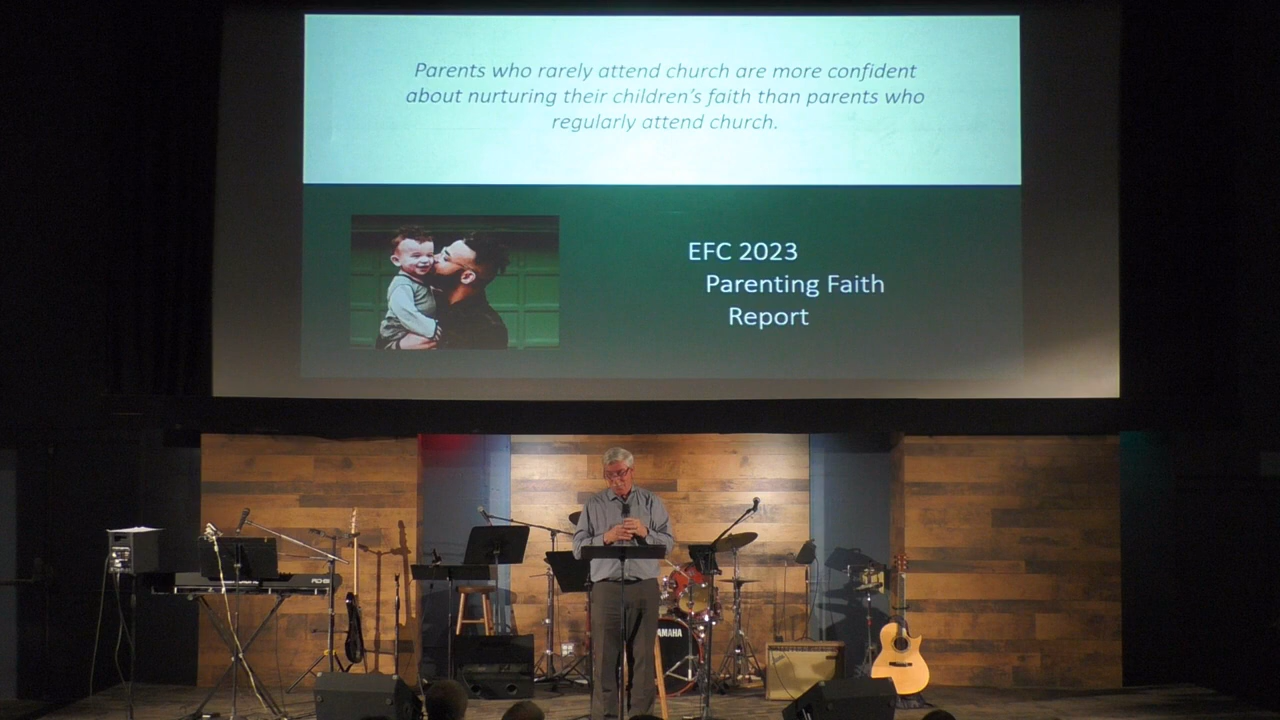 Parents who rarely attend church are more confident
about nurturing their children's faith than parents who
regularly attend church.
EFC 2023
Parenting Faith
Report
YAMAHA